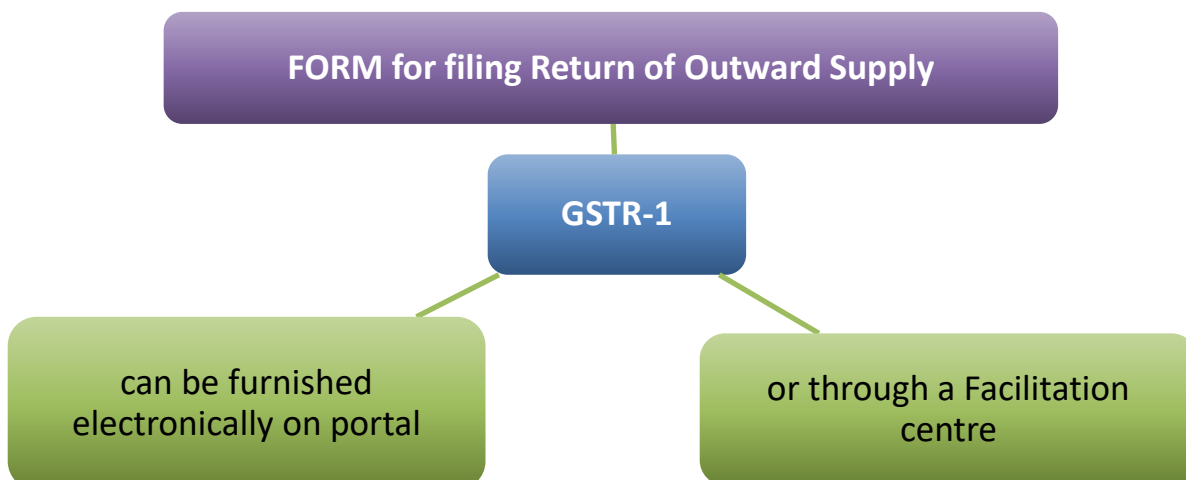 FORM for filing Return of Outward Supply
GSTR-1
can be furnished
electronically on portal
or through a Facilitation
centre